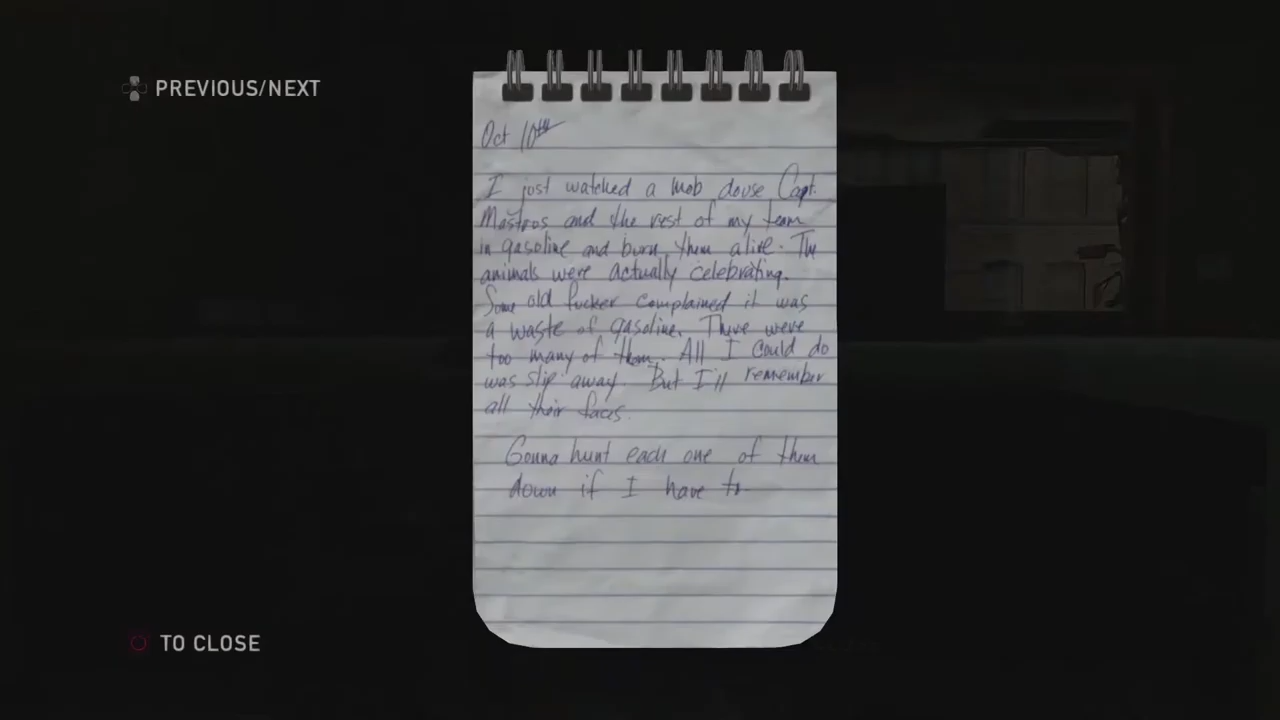 PREVIOUS/NEXT
Oct 10th
I just watched a mob douse Capt.
Mastros and the rest of my team
in gasoline and burn them alive. The
animals were actually celebrating.
Some old fucker complained it was
a waste of gasoline. There were
too many of them. All I could do
was slip away. But I'll remember
all their faces.
Gonna hunt each one of them
down if I have to.
TO CLOSE